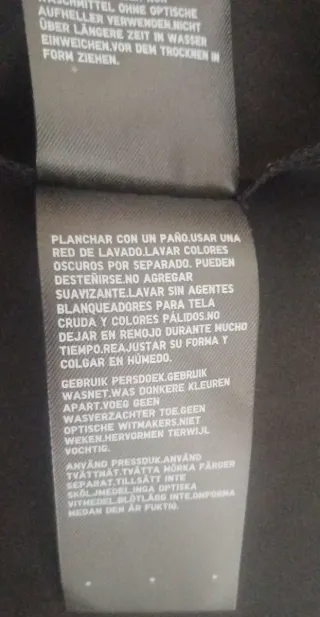 WASCHMITTEL OHNE OPTISCHE
AUFHELLER VERWENDEN.NICHT
ÜBER LÄNGERE ZEIT IN WASSER
EINWEICHEN.VOR DEM TROCKNEN IN
FORM ZIEHEN.
PLANCHAR CON UN PAÑO.USAR UNA
RED DE LAVADO.LAVAR COLORES
OSCUROS POR SEPARADO. PUEDEN
DESTEÑIRSE.NO AGREGAR
SUAVIZANTE.LAVAR SIN AGENTES
BLANQUEADORES PARA TELA
CRUDA Y COLORES PÁLIDOS.NO
DEJAR EN REMOJO DURANTE MUCHO
TIEMPO.REAJUSTAR SU FORMA Y
COLGAR EN HÚMEDO.
GEBRUIK PERSDOEK.GEBRUIK
WASNET.WAS DONKERE KLEUREN
APART.VOEG GEEN
WASVERZACHTER TOE.GEEN
OPTISCHE WITMAKERS.NIET
WEKEN.HERVORMEN TERWIJL
VOCHTIG.
ANVÄND PRESSDUK.ANVÄND
TVÄTTNÄT.TVÄTTA MÖRKA FÄRGER
SEPARAT.TILLSÄTT INTE
SKÖLJMEDEL.INGA OPTISKA
VITMEDEL.BLÖTLÄGG INTE.OMFORMA
MEDAN DEN ÄR FUKTIG.